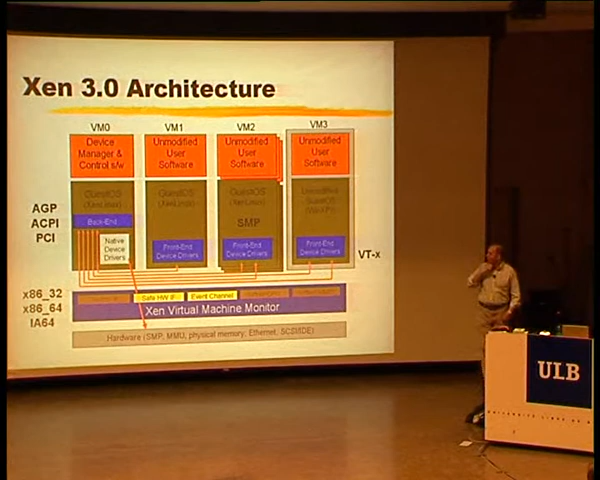 Xen 3.0 Architecture
VM0
VM1
VM2
VM3
Device
Manager &
Control s/w
Unmodified
User
Software
Unmodified
User
Software
Unmodified
User
Software
GuestOS
(XenLinux)
GuestOS
(XenLinux)
GuestOS
(XenLinux)
Unmodified
GuestOS
SMP
AGP
ACPI
PCI
Back-End
Native
Device
Drivers
Front-End
Device Drivers
Front-End
Device Drivers
Front-End
Device Drivers
VT-x
x86_32
x86_64
IA64
Safe HW IF
Event Channel
Xen Virtual Machine Monitor
Hardware (SMP, MMU, physical memory, Ethernet, SCSI/IDE)
ULB